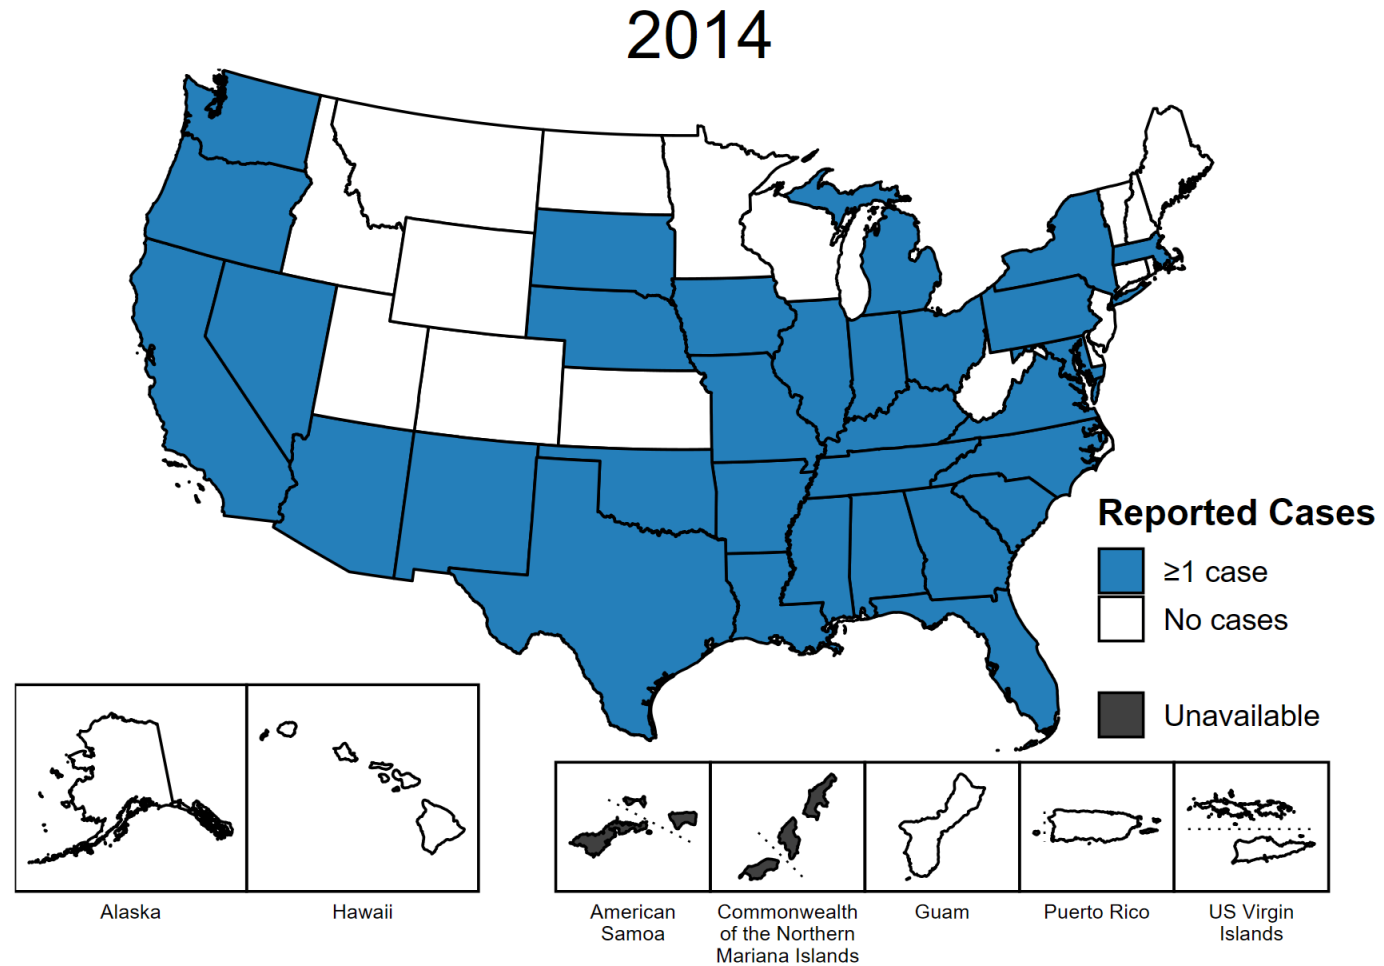 2014
Reported Cases
≥1 case
No cases
Unavailable
Alaska
Hawaii
American
Samoa
Commonwealth
of the Northern
Mariana Islands
Guam
Puerto Rico
US Virgin
Islands